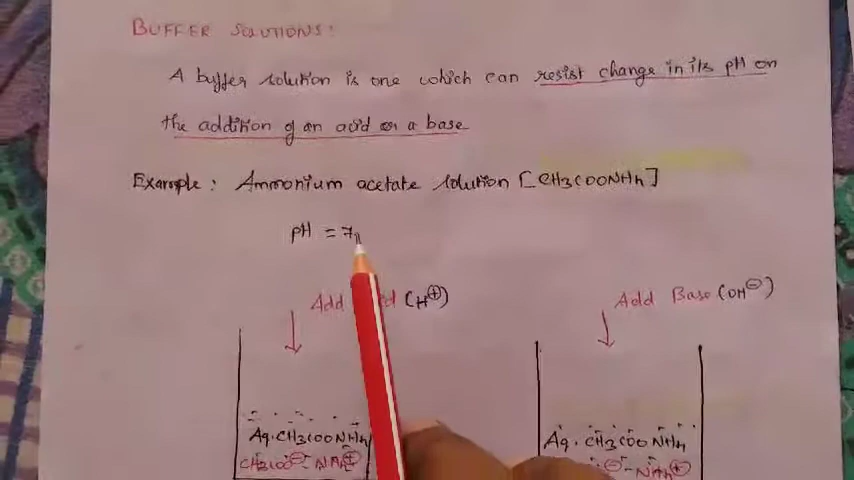 BUFFER SOLUTIONS:
A buffer solution is one which can resist change in its pH on
the addition of an acid or a base
Example: Ammonium acetate solution [CH3COONH4]
pH = 7
Add (H⊕)
Add Base (OH⊖)
Aq. CH3COONH4
Aq. CH3COONH4
CH3COO⊖ NH4⊕
⊖ NH4⊕